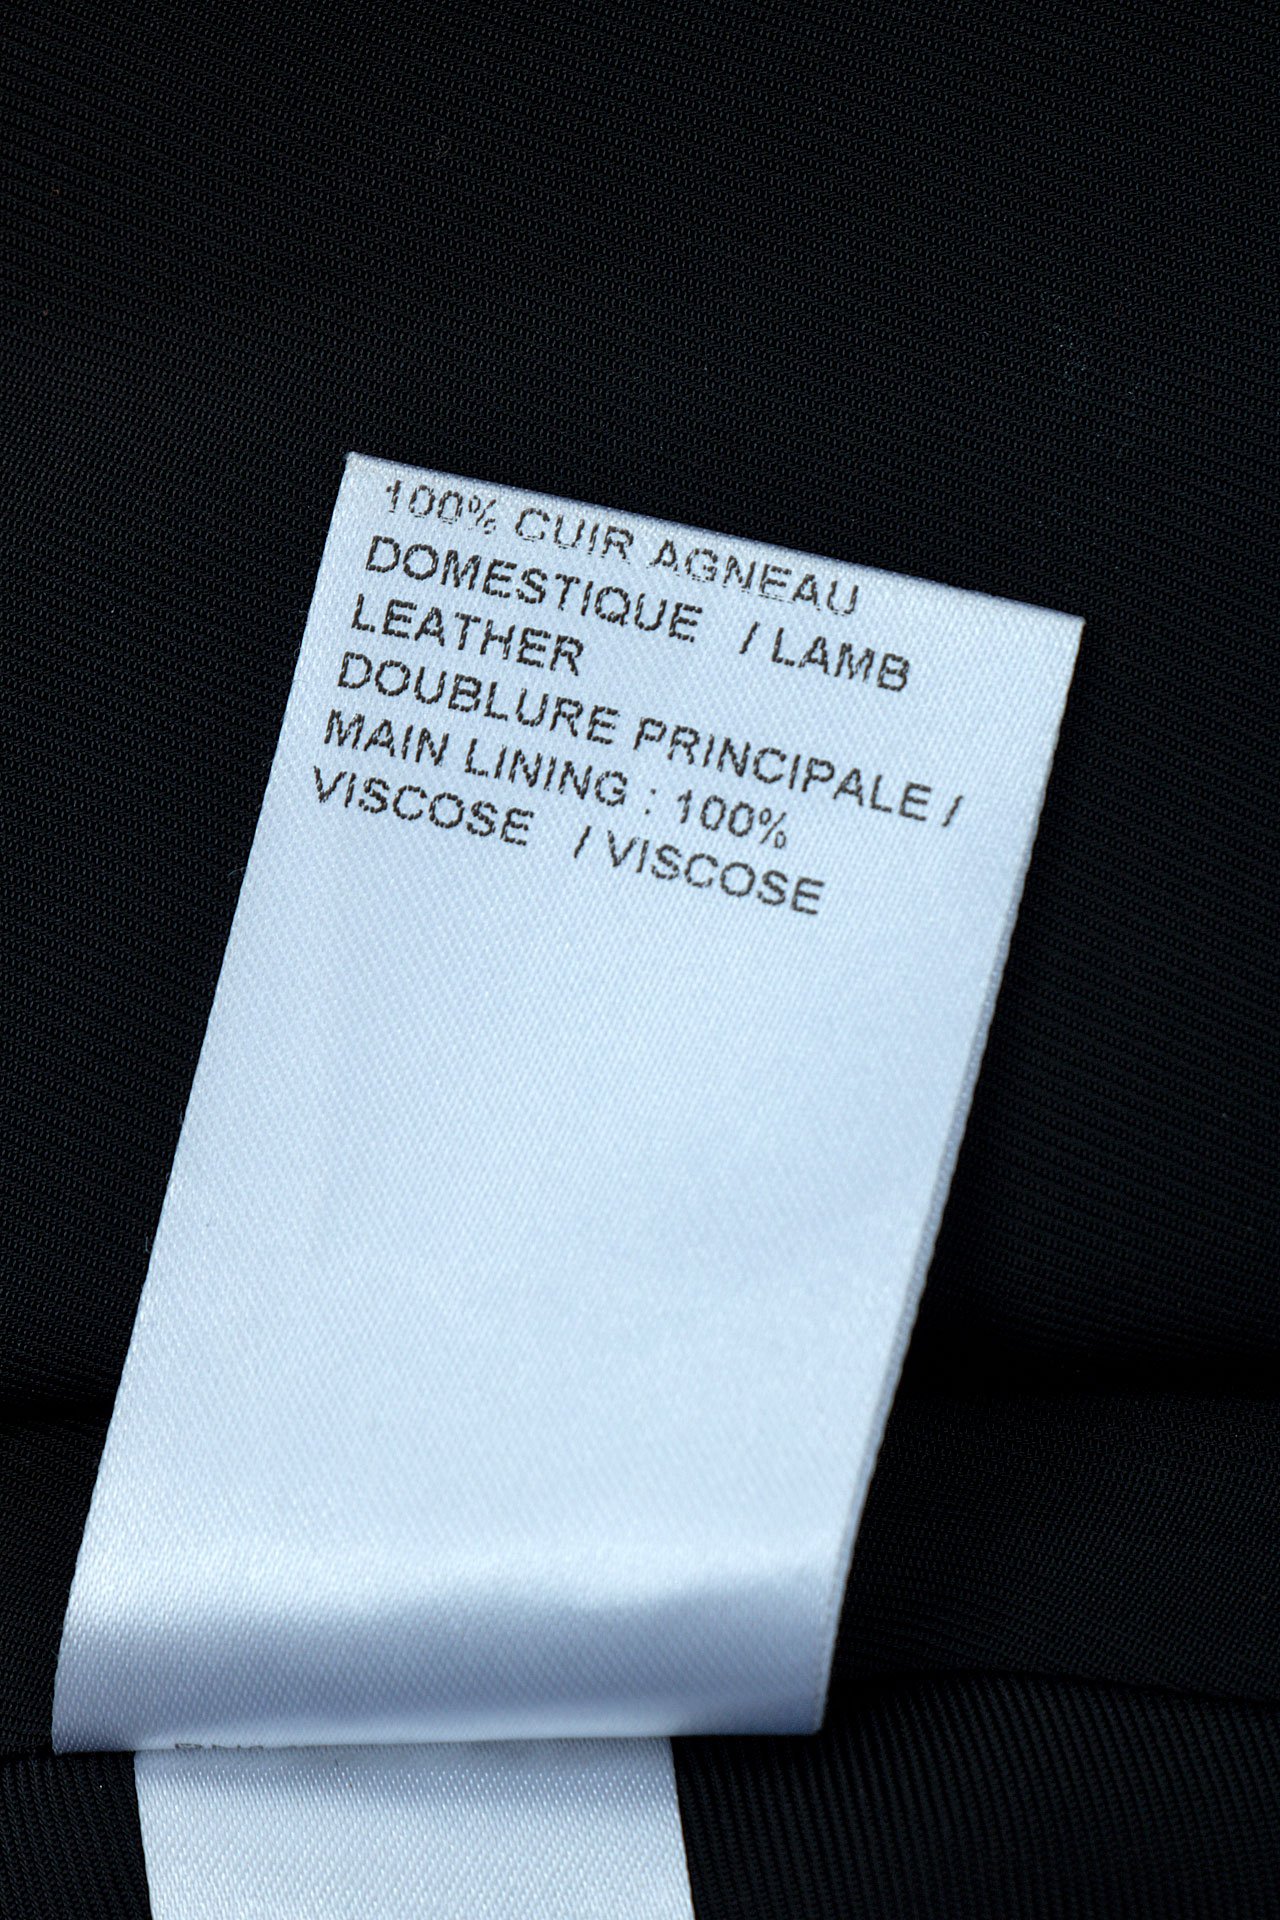 100% CUIR AGNEAU
DOMESTIQUE / LAMB
LEATHER
DOUBLURE PRINCIPALE /
MAIN LINING : 100%
VISCOSE / VISCOSE